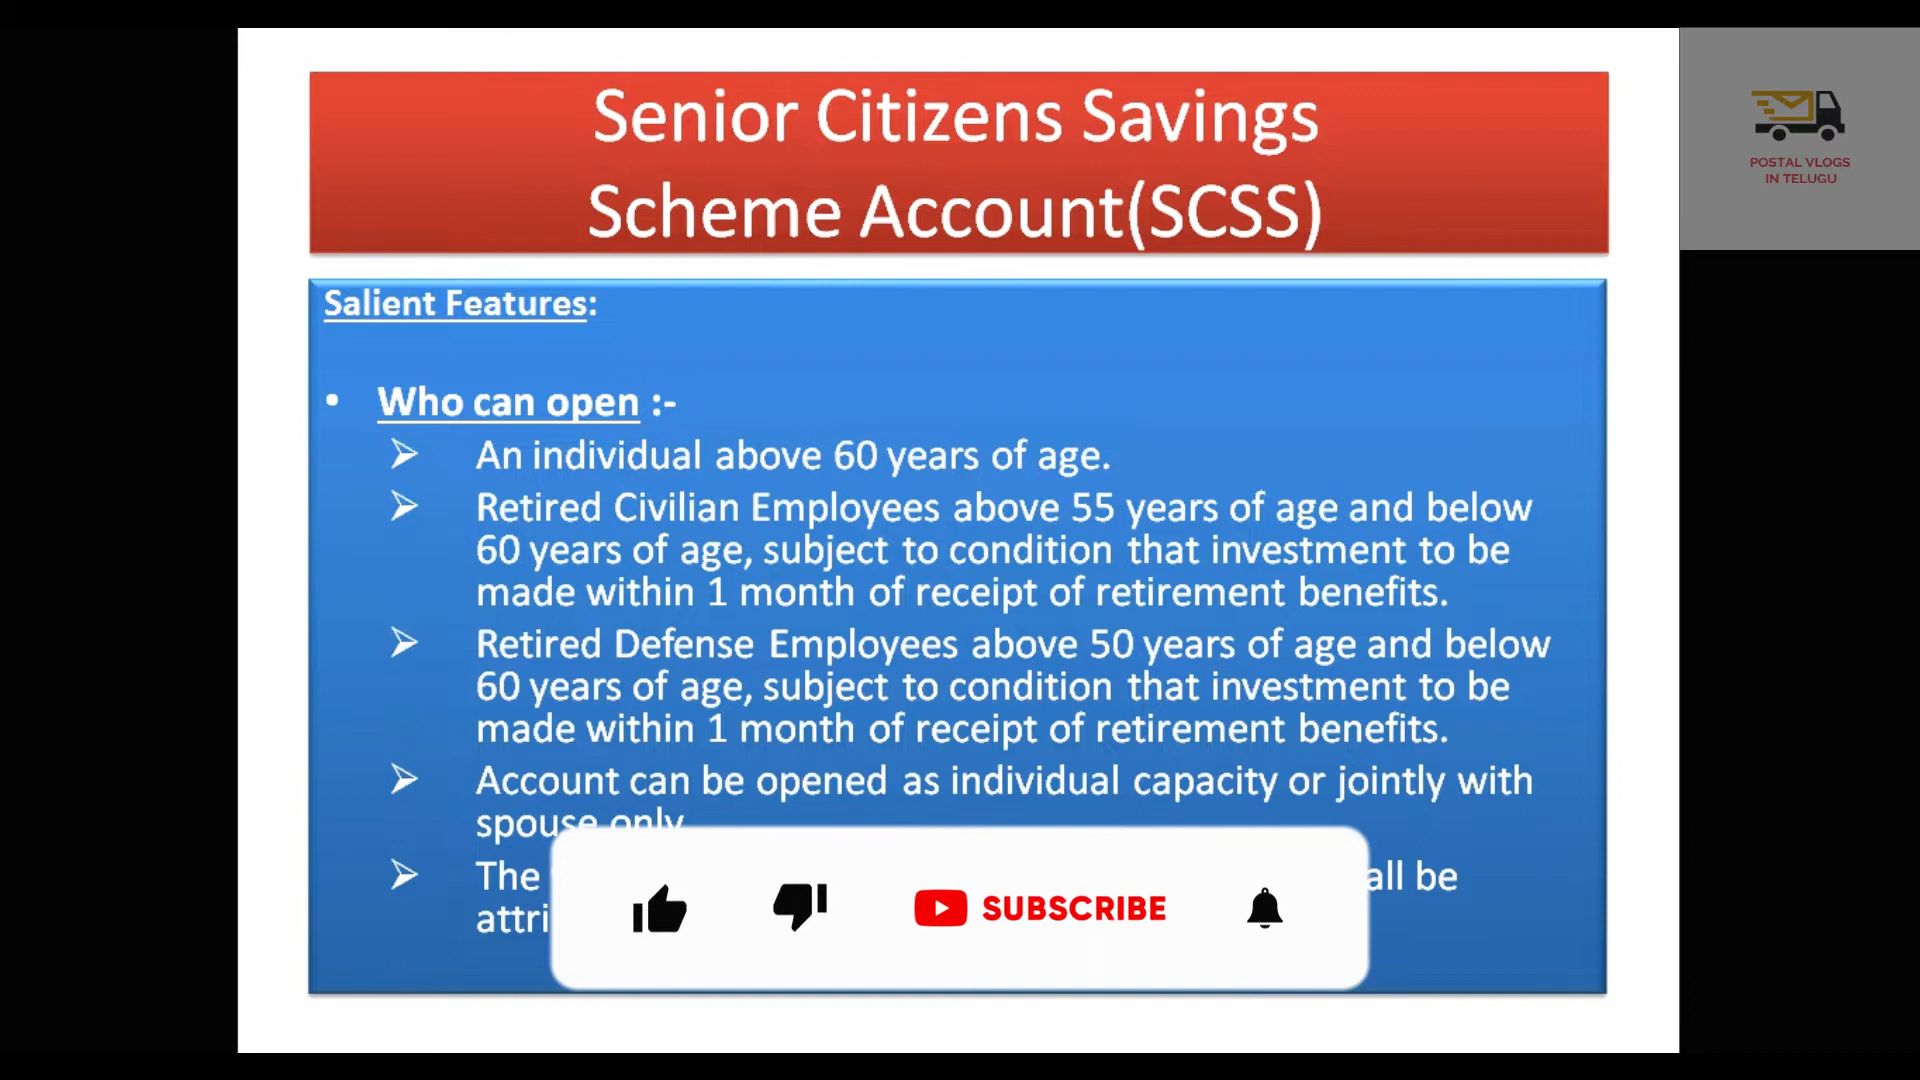 Senior Citizens Savings
Scheme Account(SCSS)
POSTAL VLOGS
IN TELUGU
Salient Features:
• Who can open :-
➢ An individual above 60 years of age.
➢ Retired Civilian Employees above 55 years of age and below
60 years of age, subject to condition that investment to be
made within 1 month of receipt of retirement benefits.
➢ Retired Defense Employees above 50 years of age and below
60 years of age, subject to condition that investment to be
made within 1 month of receipt of retirement benefits.
➢ Account can be opened as individual capacity or jointly with
spouse only
➢ The all be
attri
SUBSCRIBE